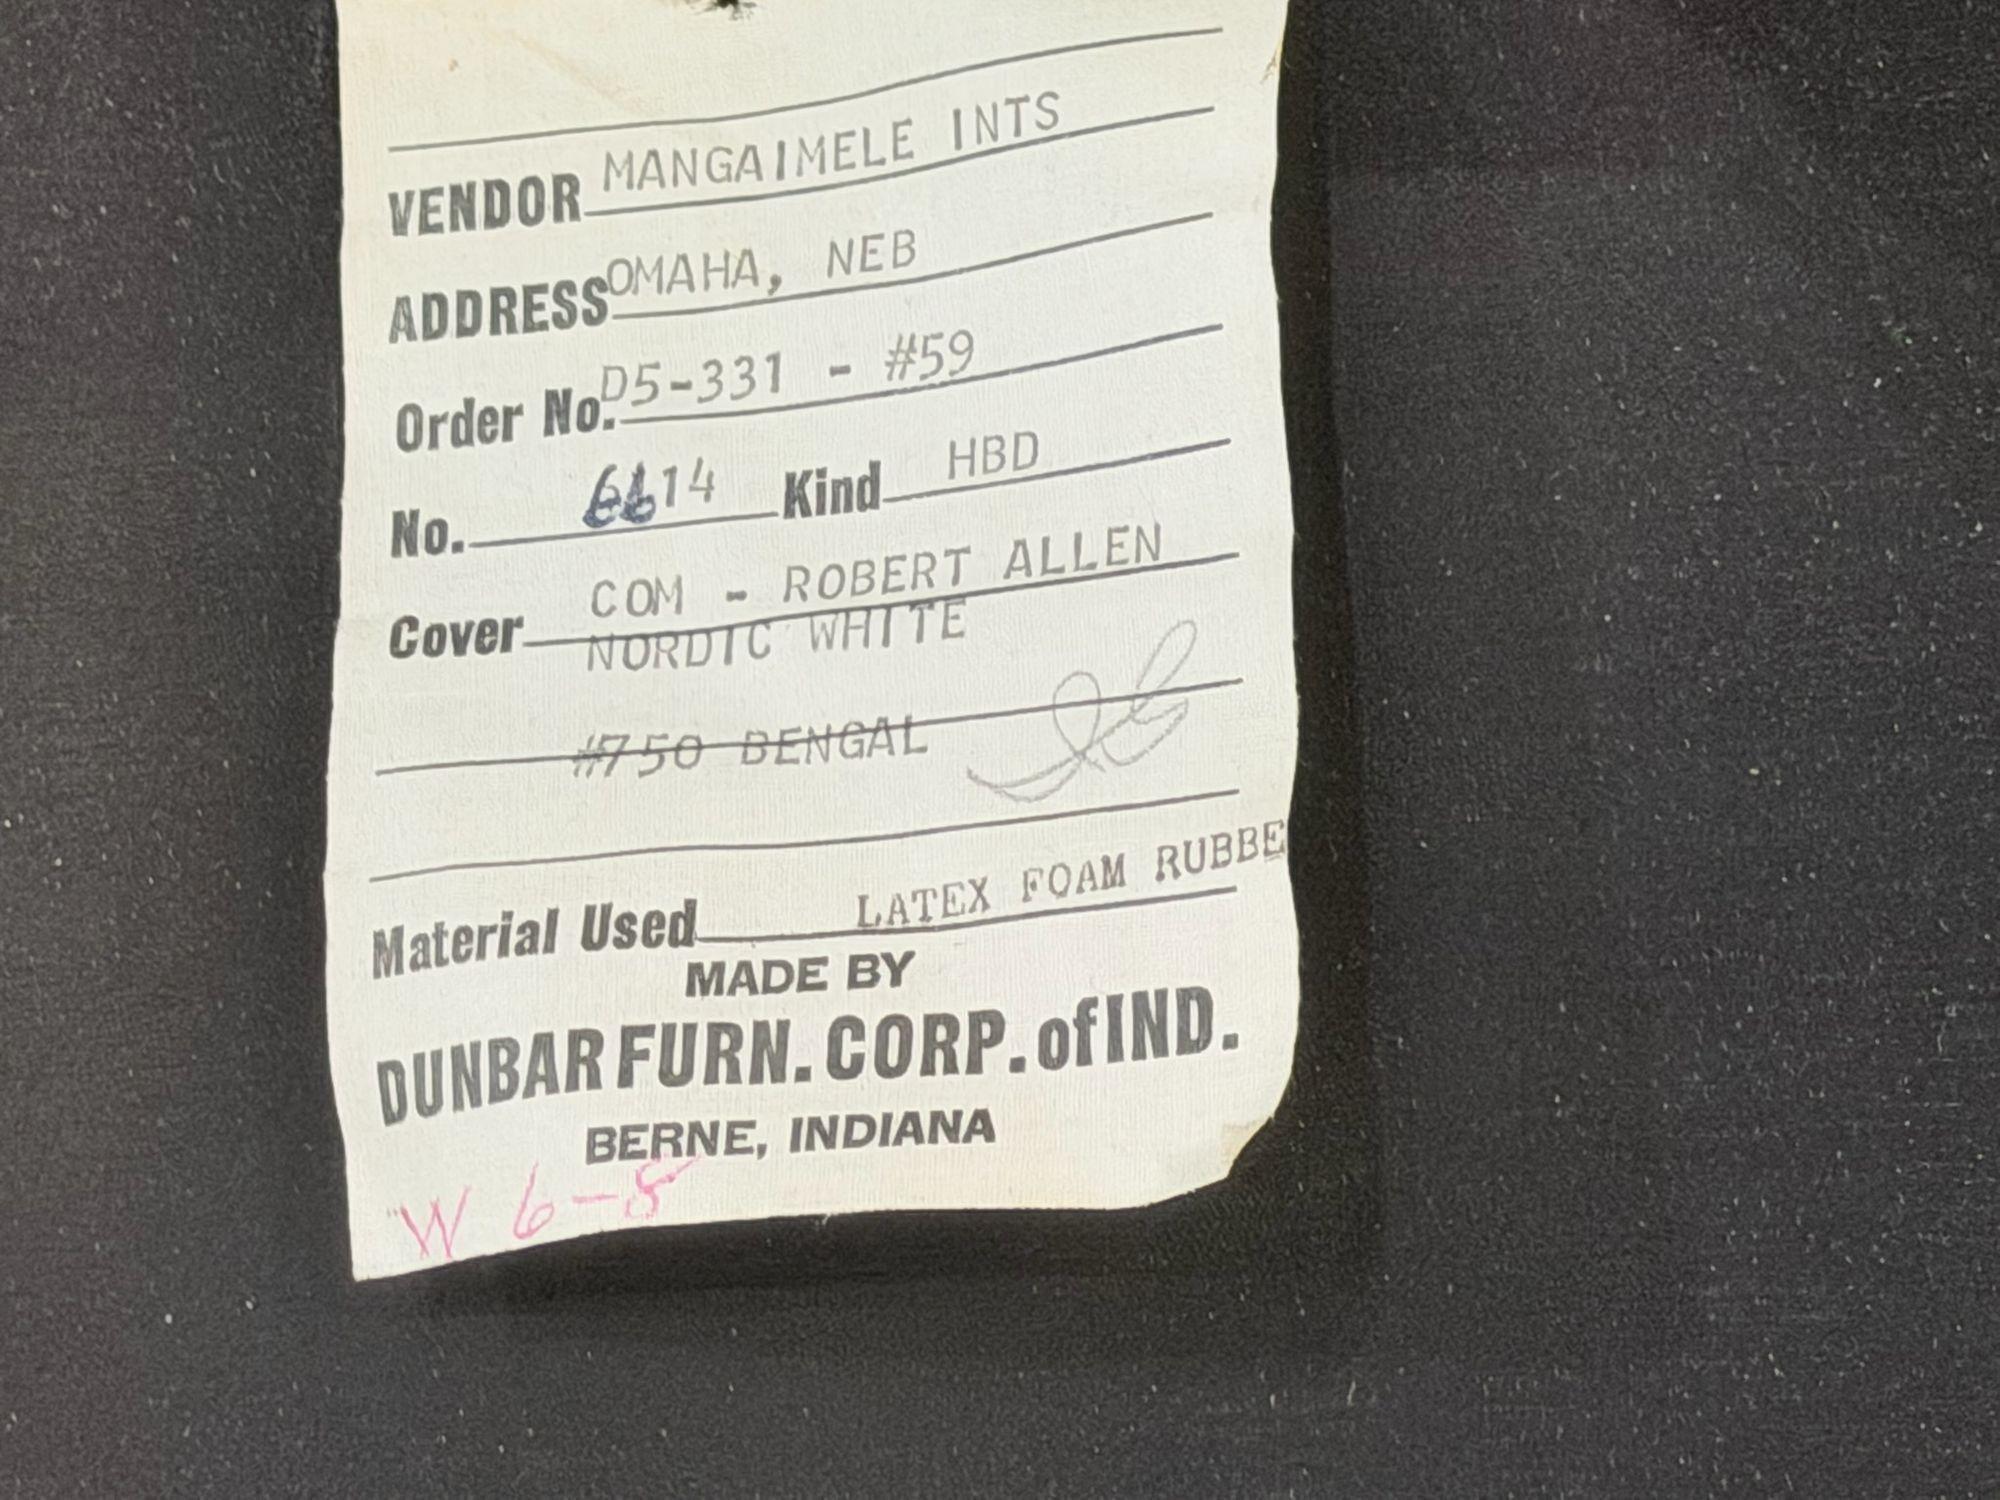 VENDOR MANGAIMELE INTS
ADDRESS OMAHA, NEB
Order No. D5-331 - #59
No. 6614 Kind HBD
Cover COM - ROBERT ALLEN
NORDIC WHITE
#750 BENGAL
Material Used LATEX FOAM RUBBE
MADE BY
DUNBAR FURN. CORP. of IND.
BERNE, INDIANA
W 6-8